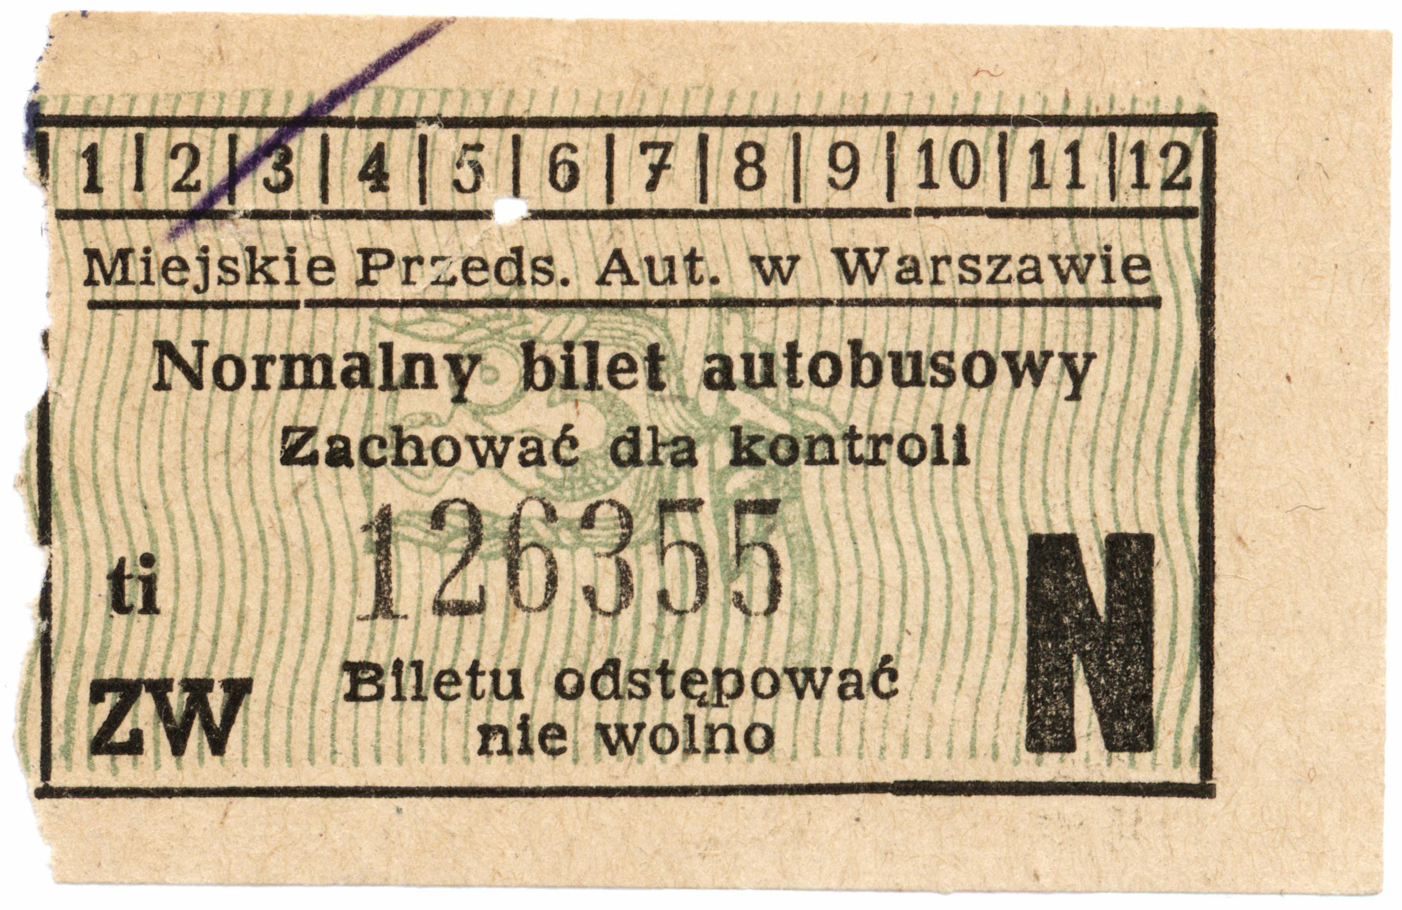 1 | 2 | 3 | 4 | 5 | 6 | 7 | 8 | 9 | 10 | 11 | 12
Miejskie Przeds. Aut. w Warszawie
Normalny bilet autobusowy
Zachować dla kontroli
126355
ti
N
ZW
Biletu odstępować
nie wolno